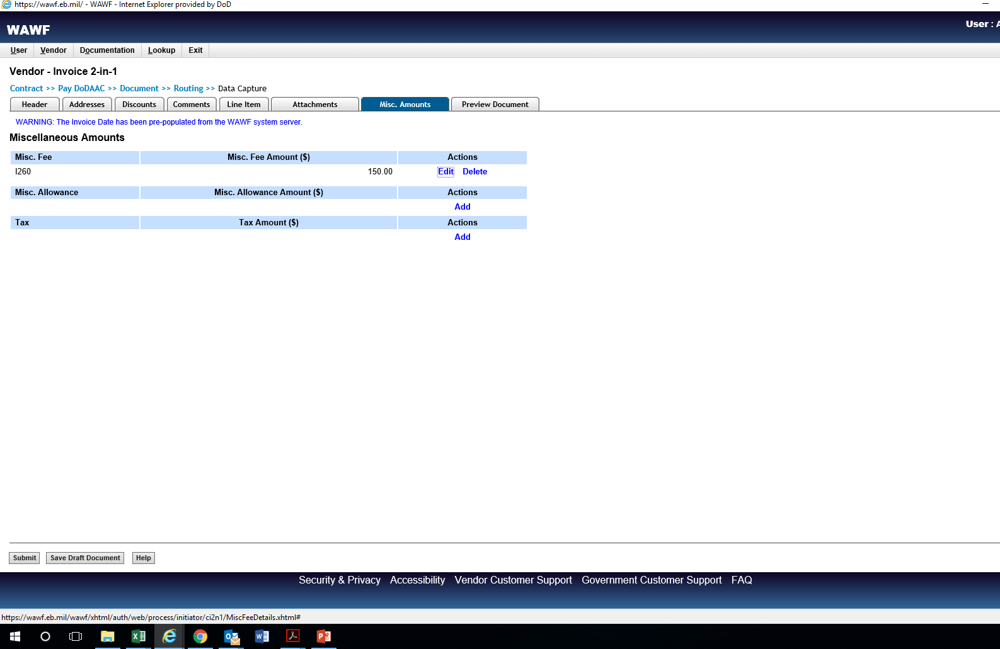 https://wawf.eb.mil/ - WAWF - Internet Explorer provided by DoD
WAWF
User : A
User Vendor Documentation Lookup Exit
Vendor - Invoice 2-in-1
Contract >> Pay DoDAAC >> Document >> Routing >> Data Capture
Header Addresses Discounts Comments Line Item Attachments Misc. Amounts Preview Document
WARNING: The Invoice Date has been pre-populated from the WAWF system server.
Miscellaneous Amounts
Misc. Fee Misc. Fee Amount ($) Actions
I260 150.00 Edit Delete
Misc. Allowance Misc. Allowance Amount ($) Actions
Add
Tax Tax Amount ($) Actions
Add
Submit Save Draft Document Help
Security & Privacy Accessibility Vendor Customer Support Government Customer Support FAQ
https://wawf.eb.mil/wawf/xhtml/auth/web/process/initiator/ci2n1/MiscFeeDetails.xhtml#